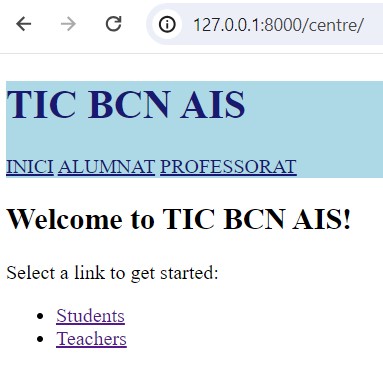 127.0.0.1:8000/centre/
TIC BCN AIS
INICI ALUMNAT PROFESSORAT
Welcome to TIC BCN AIS!
Select a link to get started:
Students
Teachers